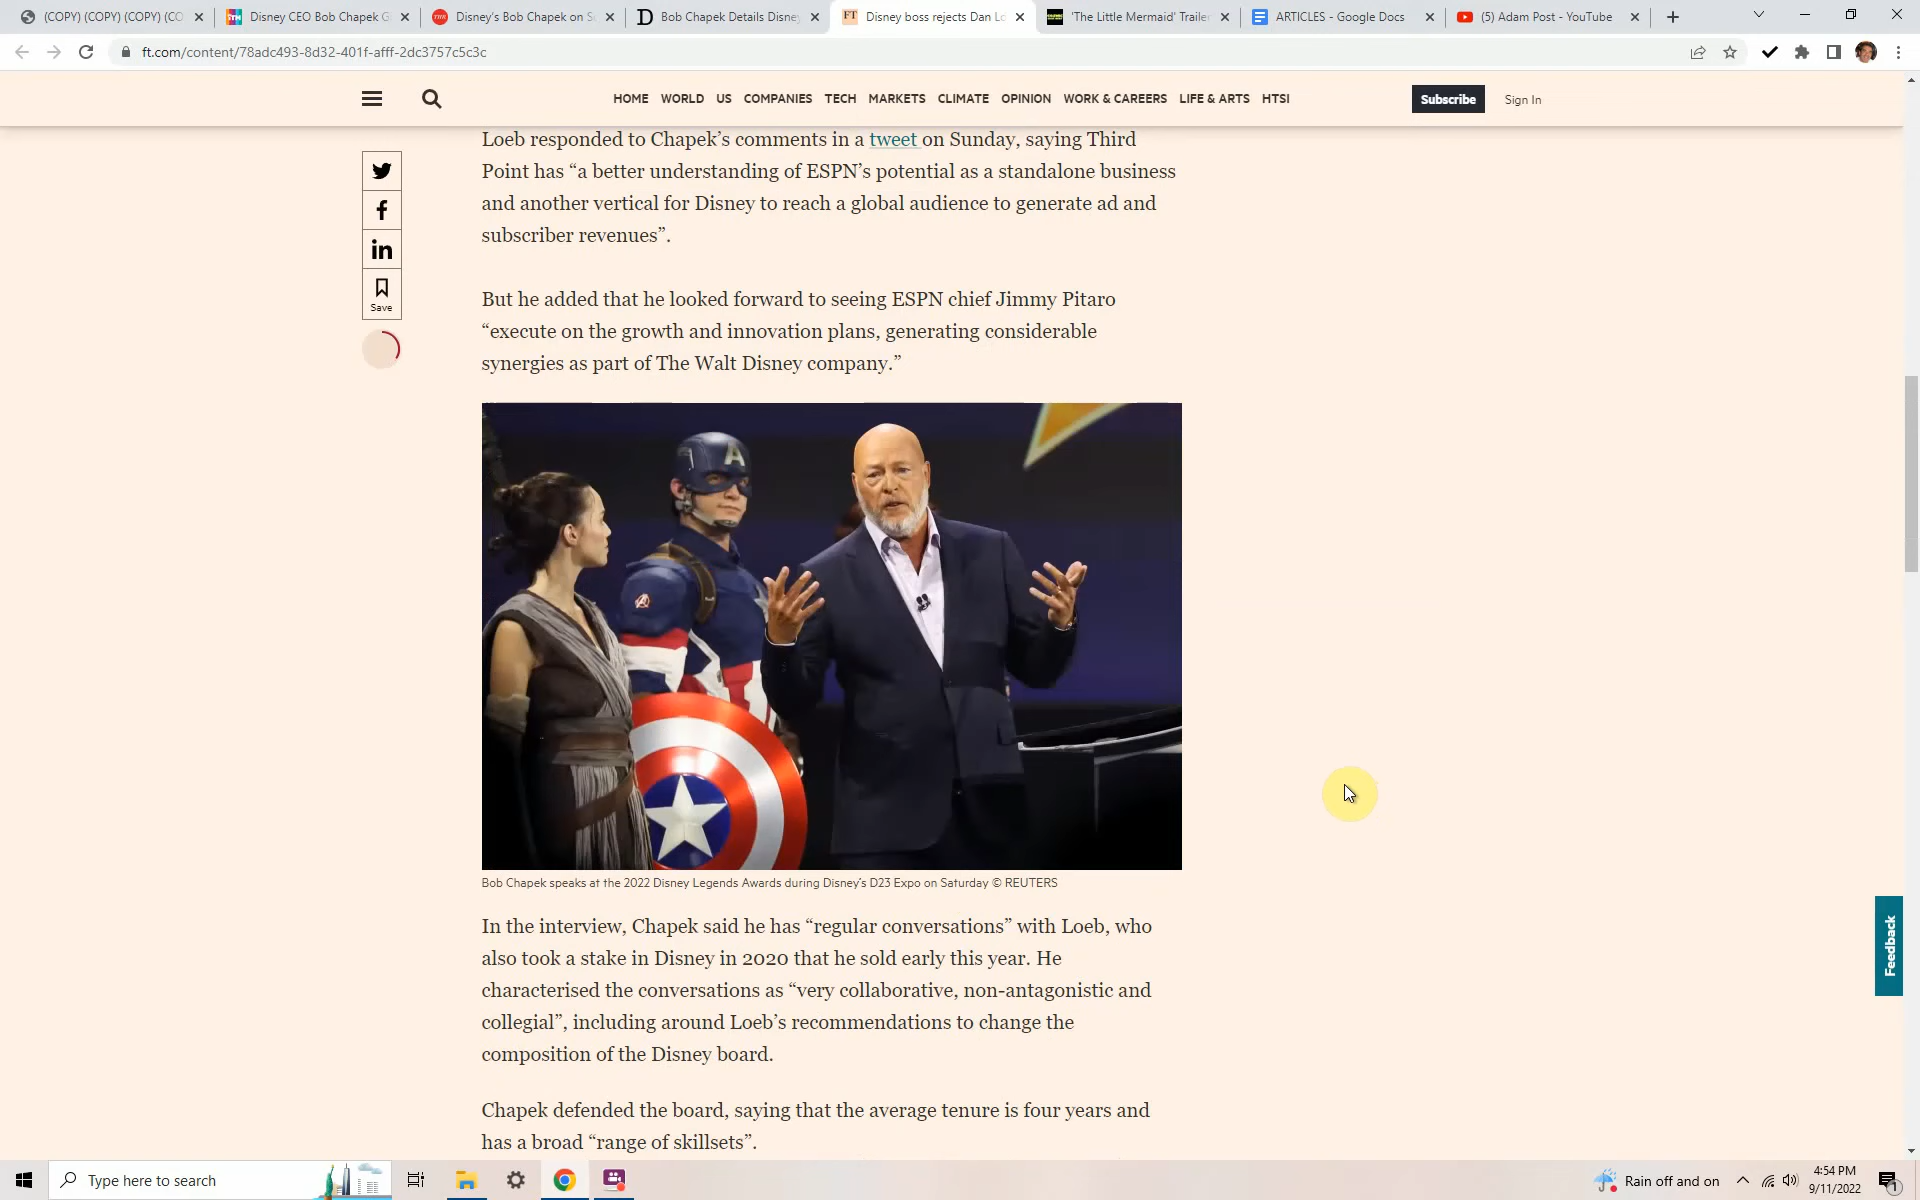 (COPY) (COPY) (COPY) (CO
Disney CEO Bob Chapek G
Disney's Bob Chapek on S
Bob Chapek Details Disney
Disney boss rejects Dan Lo
'The Little Mermaid' Trailer
ARTICLES - Google Docs
(5) Adam Post - YouTube
ft.com/content/78adc493-8d32-401f-afff-2dc3757c5c3c
HOME WORLD US COMPANIES TECH MARKETS CLIMATE OPINION WORK & CAREERS LIFE & ARTS HTSI
Subscribe
Sign In
Loeb responded to Chapek’s comments in a tweet on Sunday, saying Third
Point has “a better understanding of ESPN’s potential as a standalone business
and another vertical for Disney to reach a global audience to generate ad and
subscriber revenues”.
Save
But he added that he looked forward to seeing ESPN chief Jimmy Pitaro
“execute on the growth and innovation plans, generating considerable
synergies as part of The Walt Disney company.”
A
Bob Chapek speaks at the 2022 Disney Legends Awards during Disney’s D23 Expo on Saturday © REUTERS
In the interview, Chapek said he has “regular conversations” with Loeb, who
also took a stake in Disney in 2020 that he sold early this year. He
characterised the conversations as “very collaborative, non-antagonistic and
collegial”, including around Loeb’s recommendations to change the
composition of the Disney board.
Feedback
Chapek defended the board, saying that the average tenure is four years and
has a broad “range of skillsets”.
Type here to search
Rain off and on
4:54 PM
9/11/2022
1